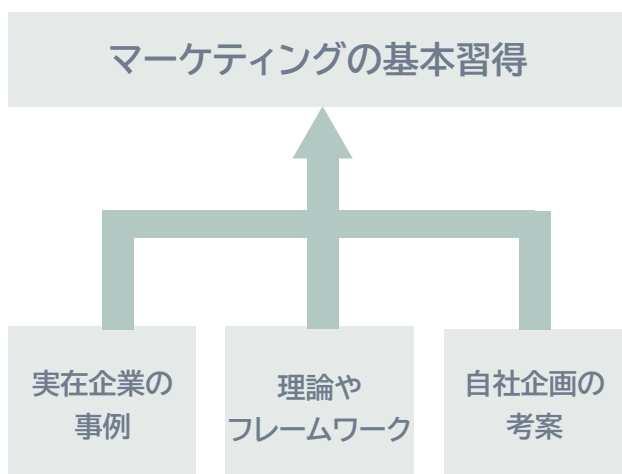 マーケティングの基本習得
実在企業の
事例
理論や
フレームワーク
自社企画の
考案